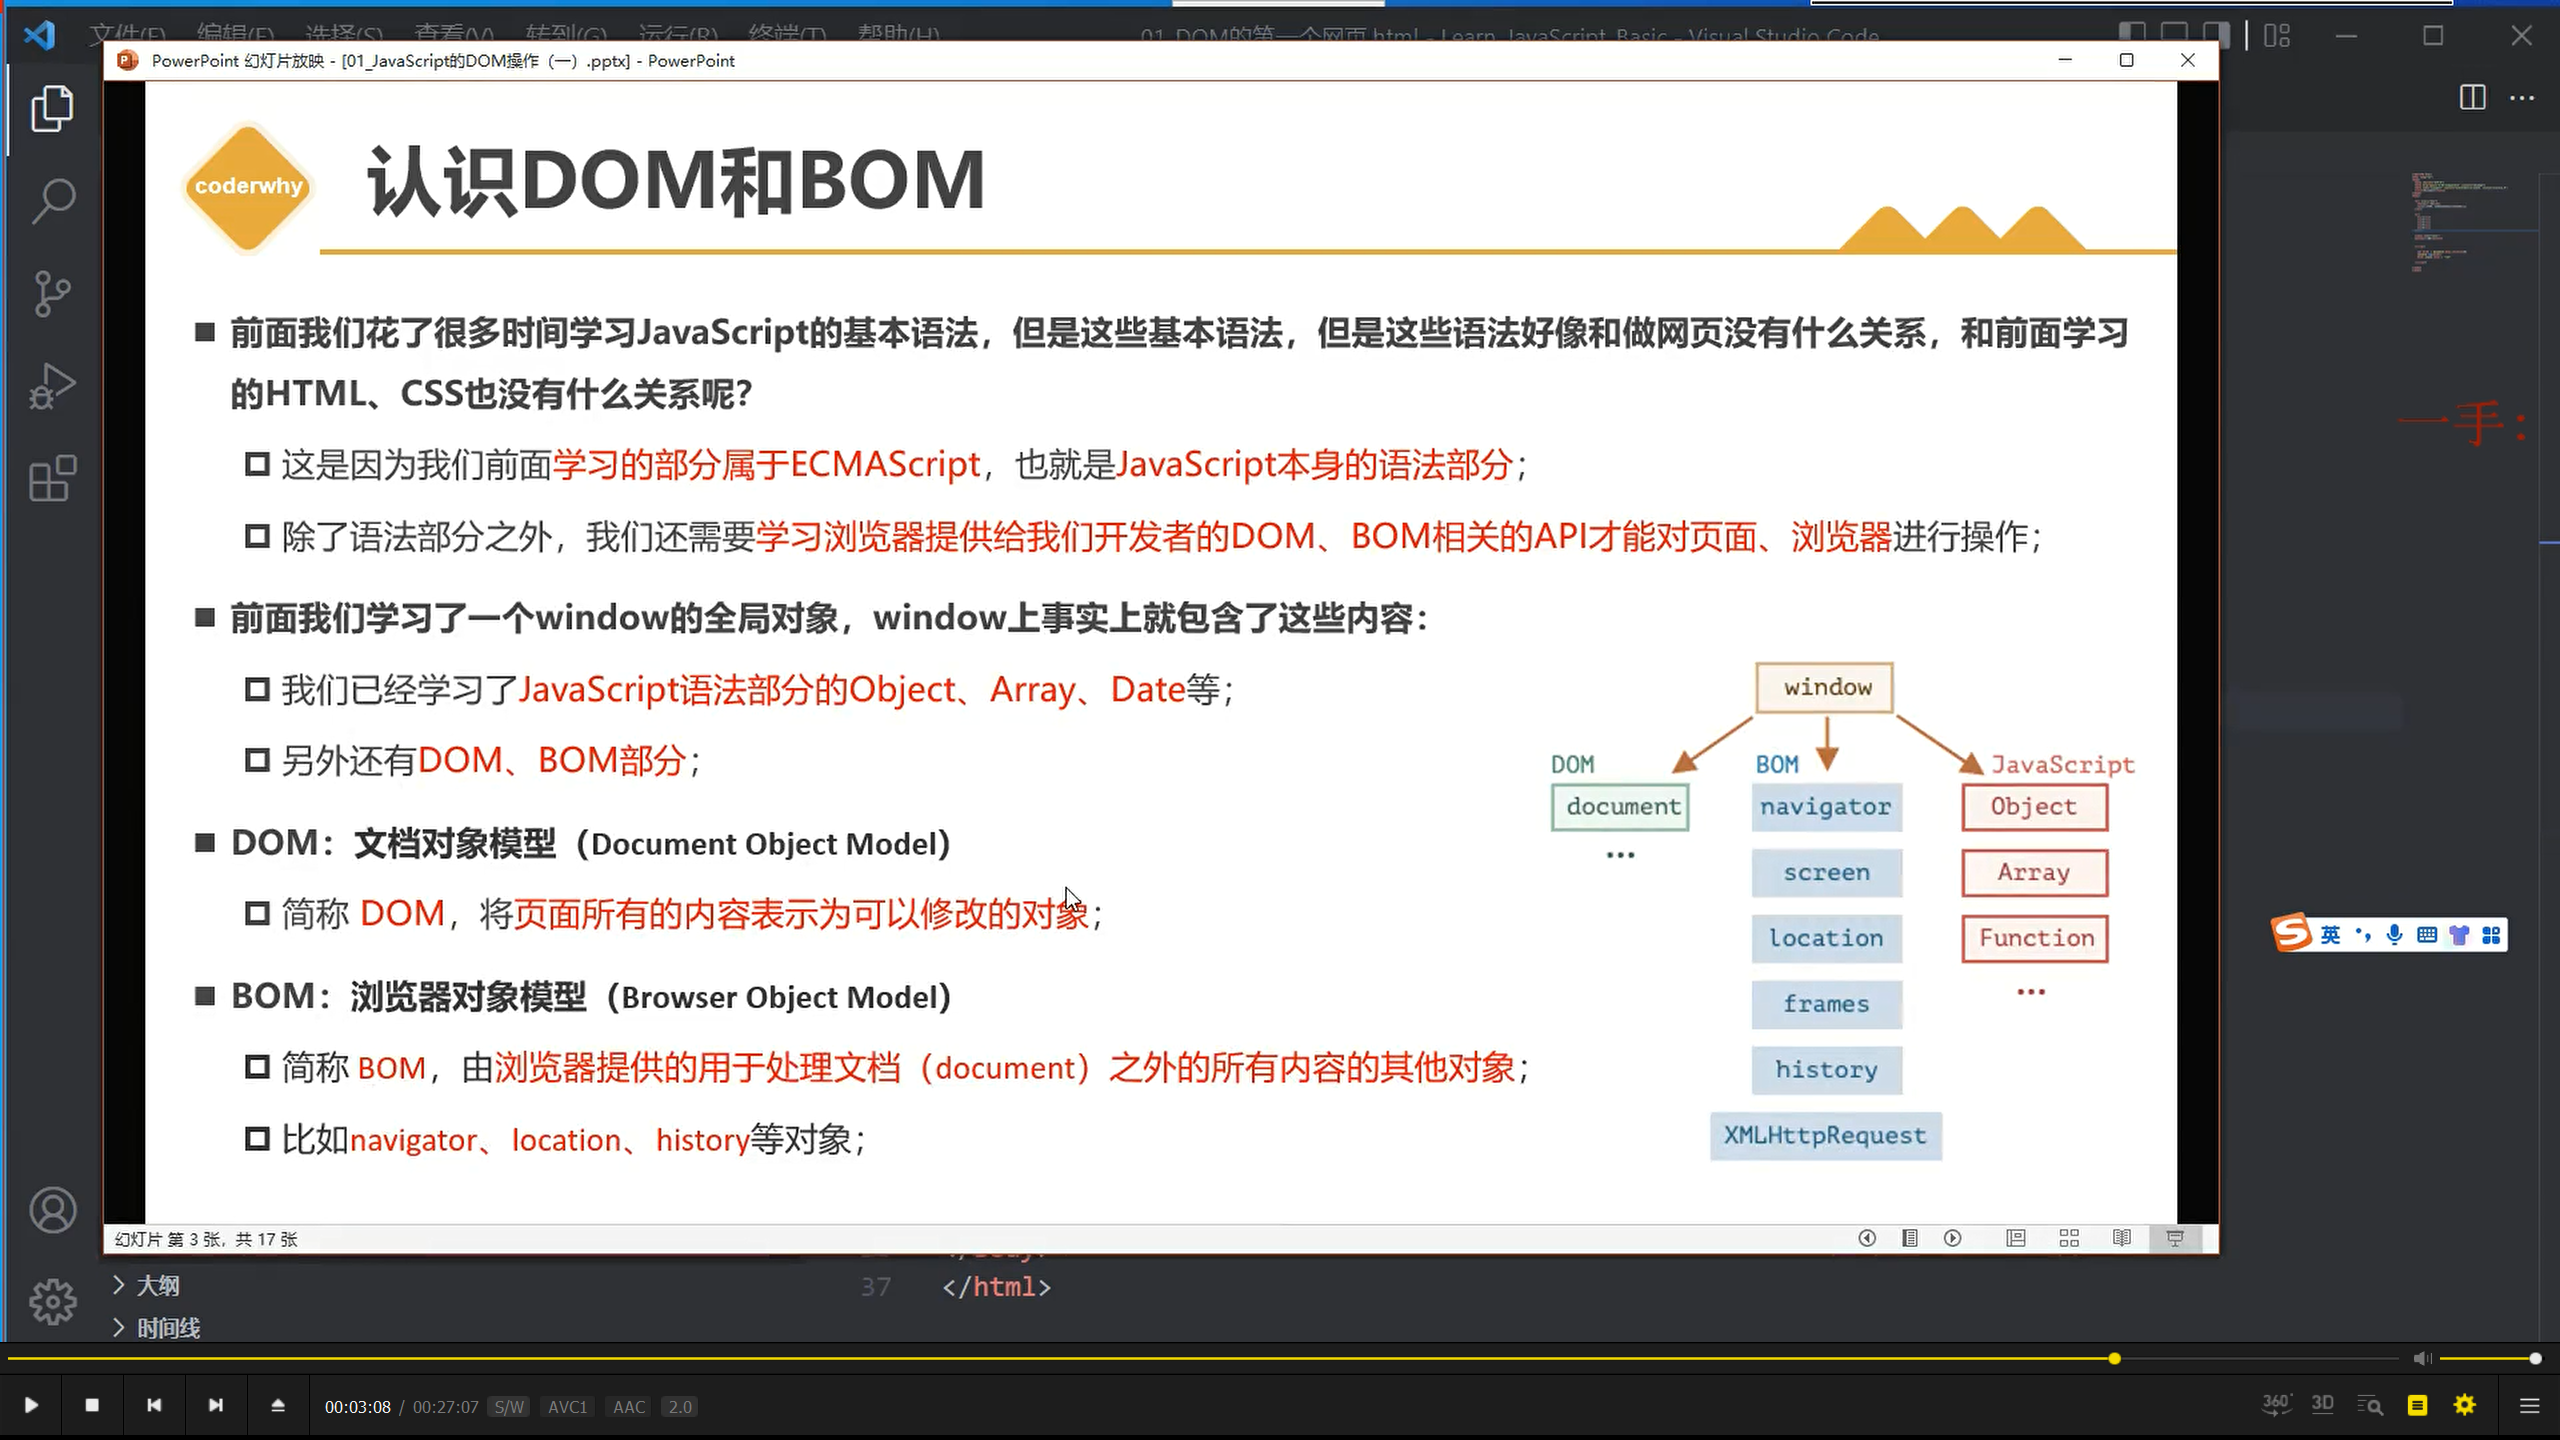 文件(F) 编辑(E) 选择(S) 查看(V) 转到(G) 运行(R) 终端(T) 帮助(H)
01_DOM的第一个网页.html - Learn_JavaScript_Basic - Visual Studio Code
PowerPoint 幻灯片放映 - [01_JavaScript的DOM操作（一）.pptx] - PowerPoint
coderwhy
认识DOM和BOM
前面我们花了很多时间学习JavaScript的基本语法，但是这些基本语法，但是这些语法好像和做网页没有什么关系，和前面学习
的HTML、CSS也没有什么关系呢？
这是因为我们前面学习的部分属于ECMAScript，也就是JavaScript本身的语法部分；
除了语法部分之外，我们还需要学习浏览器提供给我们开发者的DOM、BOM相关的API才能对页面、浏览器进行操作；
前面我们学习了一个window的全局对象，window上事实上就包含了这些内容：
我们已经学习了JavaScript语法部分的Object、Array、Date等；
另外还有DOM、BOM部分；
DOM：文档对象模型（Document Object Model）
简称 DOM，将页面所有的内容表示为可以修改的对象；
BOM：浏览器对象模型（Browser Object Model）
简称 BOM，由浏览器提供的用于处理文档（document）之外的所有内容的其他对象；
比如navigator、location、history等对象；
window
DOM BOM JavaScript
document navigator Object
... screen Array
location Function
frames ...
history
XMLHttpRequest
一手：
英
幻灯片 第 3 张，共 17 张
大纲
37 </html>
时间线
00:03:08 / 00:27:07 S/W AVC1 AAC 2.0
360° 3D